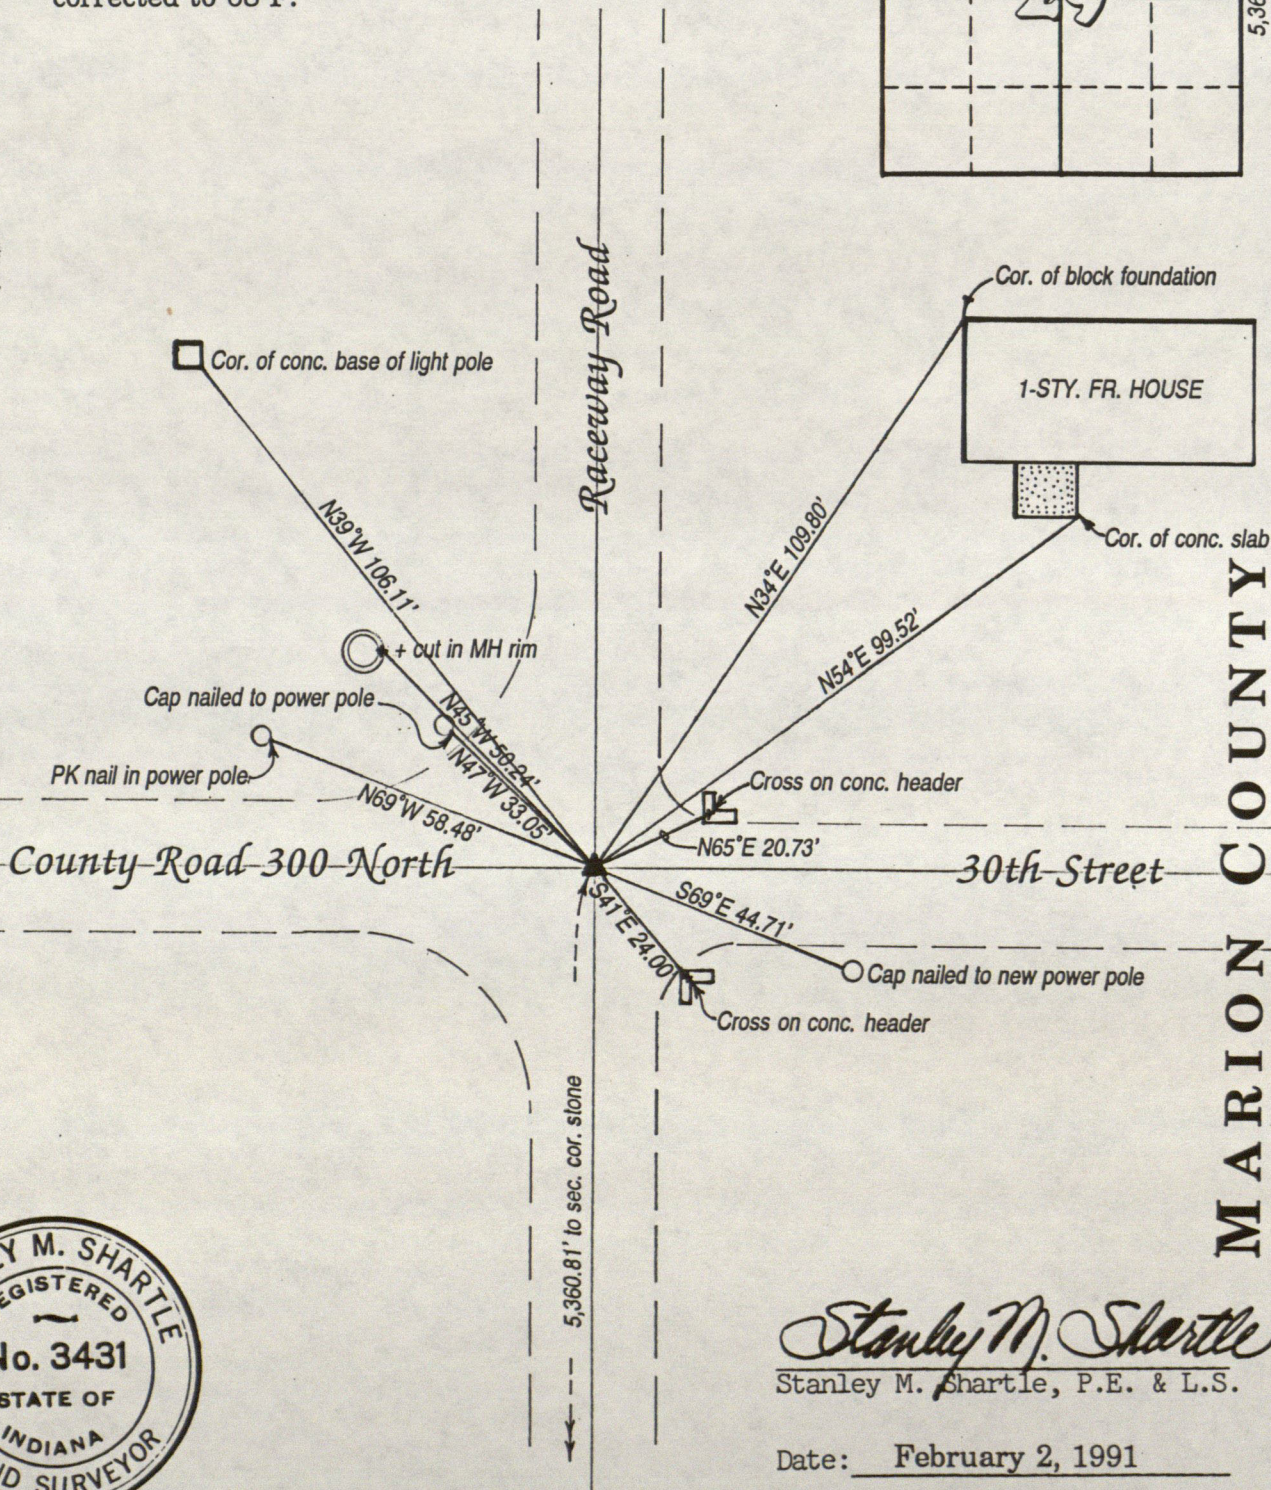 corrected to 68°F.
5,36
Raceway Road
Cor. of block foundation
Cor. of conc. base of light pole
1-STY. FR. HOUSE
N39°W 106.11'
N34°E 109.80'
Cor. of conc. slab
+ cut in MH rim
N54°E 99.52'
Cap nailed to power pole
N45°W 50.24'
PK nail in power pole
N47°W 33.05'
Cross on conc. header
N69°W 58.48'
N65°E 20.73'
County Road 300 North
30th Street
S69°E 44.71'
S41°E 24.00'
Cap nailed to new power pole
Cross on conc. header
MARION COUNTY
5,360.81' to sec. cor. stone
EY M. SHARTLE
EGISTERED
No. 3431
STATE OF
INDIANA
ND SURVEYOR
Stanley M. Shartle
Stanley M. Shartle, P.E. & L.S.
Date: February 2, 1991